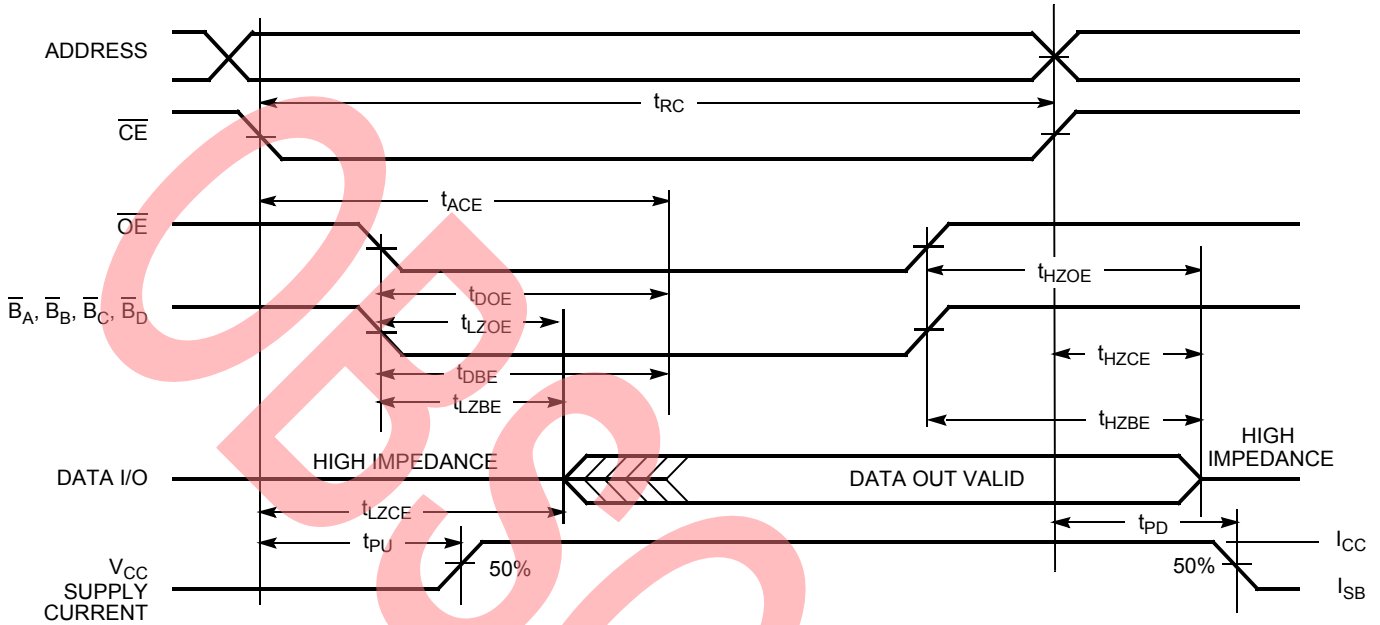 ADDRESS
tRC
CE
tACE
OE
tHZOE
tDOE
BA, BB, BC, BD
tLZOE
tHZCE
tDBE
tLZBE
tHZBE
HIGH IMPEDANCE
HIGH
IMPEDANCE
DATA I/O
DATA OUT VALID
tLZCE
tPD
tPU
ICC
VCC
SUPPLY
CURRENT
50%
50%
ISB
OBSO